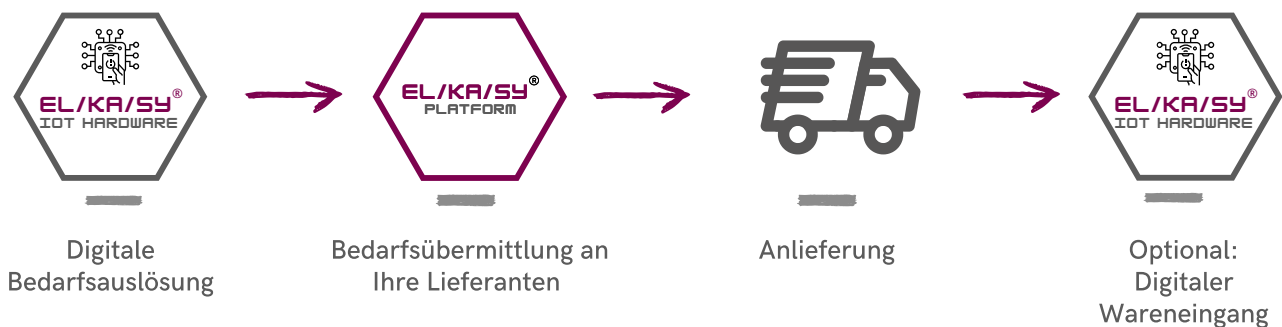 EL/KA/SY®
IOT HARDWARE
Digitale
Bedarfsauslösung
EL/KA/SY®
PLATFORM
Bedarfsübermittlung an
Ihre Lieferanten
Anlieferung
EL/KA/SY®
IOT HARDWARE
Optional:
Digitaler
Wareneingang